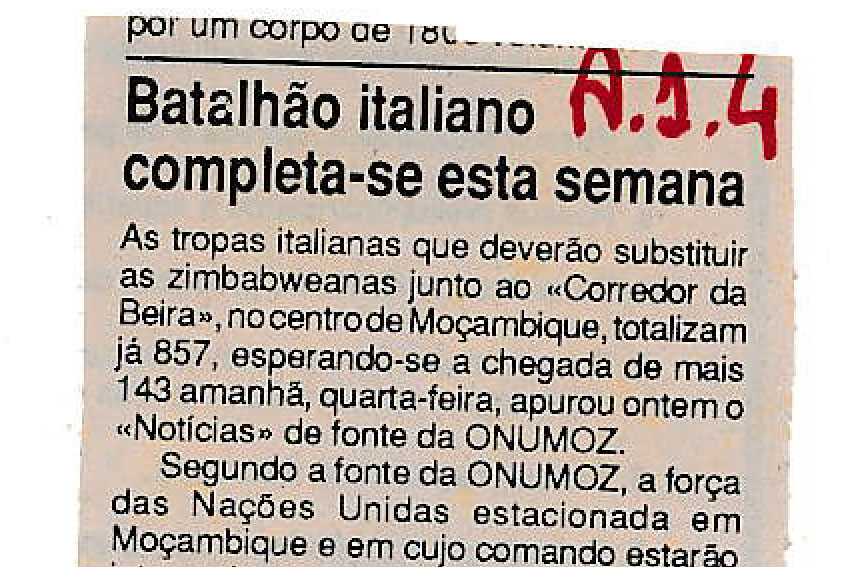 por um corpo de
Batalhão italiano A.1.4
completa-se esta semana
As tropas italianas que deverão substituir
as zimbabweanas junto ao «Corredor da
Beira», no centro de Moçambique, totalizam
já 857, esperando-se a chegada de mais
143 amanhã, quarta-feira, apurou ontem o
«Notícias» de fonte da ONUMOZ.
Segundo a fonte da ONUMOZ, a força
das Nações Unidas estacionada em
Moçambique e em cujo comando estarão